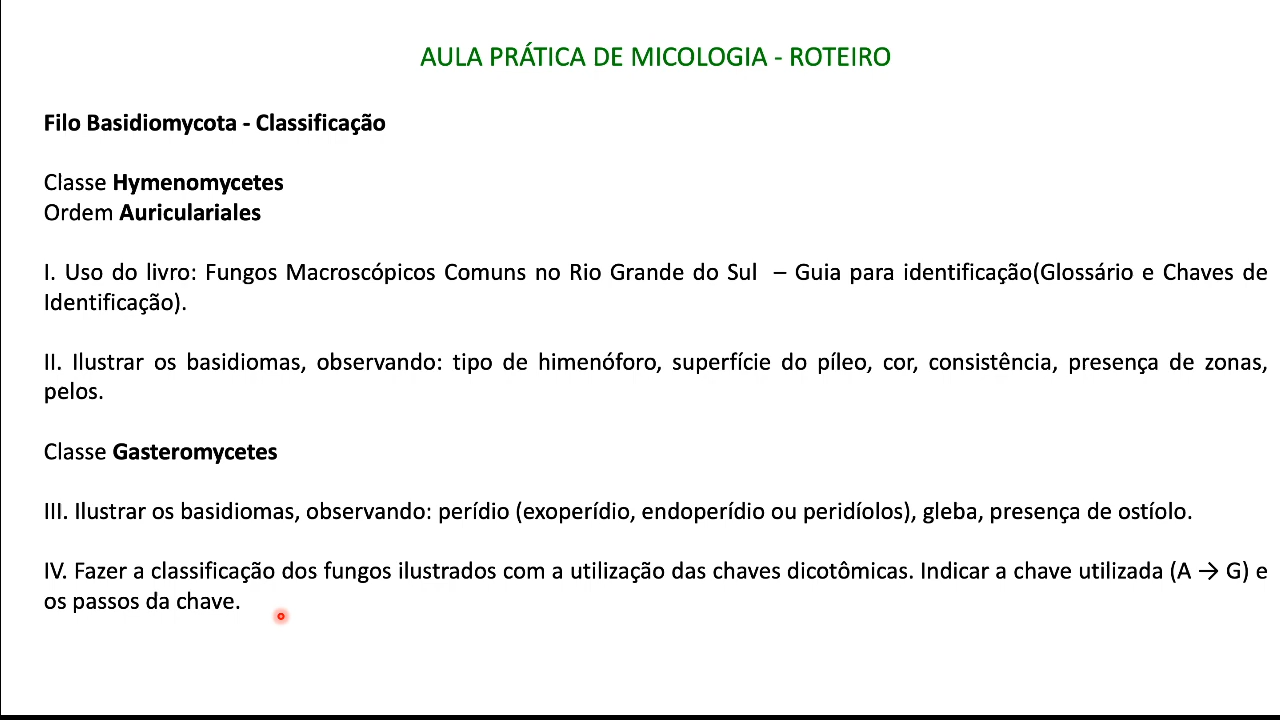 AULA PRÁTICA DE MICOLOGIA - ROTEIRO
Filo Basidiomycota - Classificação
Classe Hymenomycetes
Ordem Auriculariales
I. Uso do livro: Fungos Macroscópicos Comuns no Rio Grande do Sul – Guia para identificação(Glossário e Chaves de
Identificação).
II. Ilustrar os basidiomas, observando: tipo de himenóforo, superfície do píleo, cor, consistência, presença de zonas,
pelos.
Classe Gasteromycetes
III. Ilustrar os basidiomas, observando: perídio (exoperídio, endoperídio ou peridíolos), gleba, presença de ostíolo.
IV. Fazer a classificação dos fungos ilustrados com a utilização das chaves dicotômicas. Indicar a chave utilizada (A → G) e
os passos da chave.